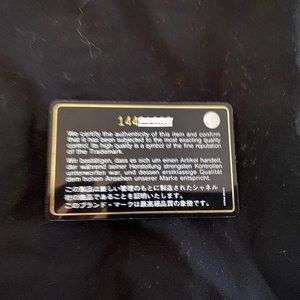 144
We certify the authenticity of this item and confirm
that it has been subjected to the most exacting quality
control. Its high quality is a symbol of the fine reputation
of the Trademark.
Wir bestätigen, dass es sich um einen Artikel handelt,
der während seiner Herstellung strengsten Kontrollen
unterworfen war, und dessen erstklassige Qualität
dem hohen Ansehen unserer Marke entspricht.
この製品は厳しい管理のもとに製造されたシャネル
社の商品であることを証明いたします。
このブランド・マークは最高級品質の象徴です。